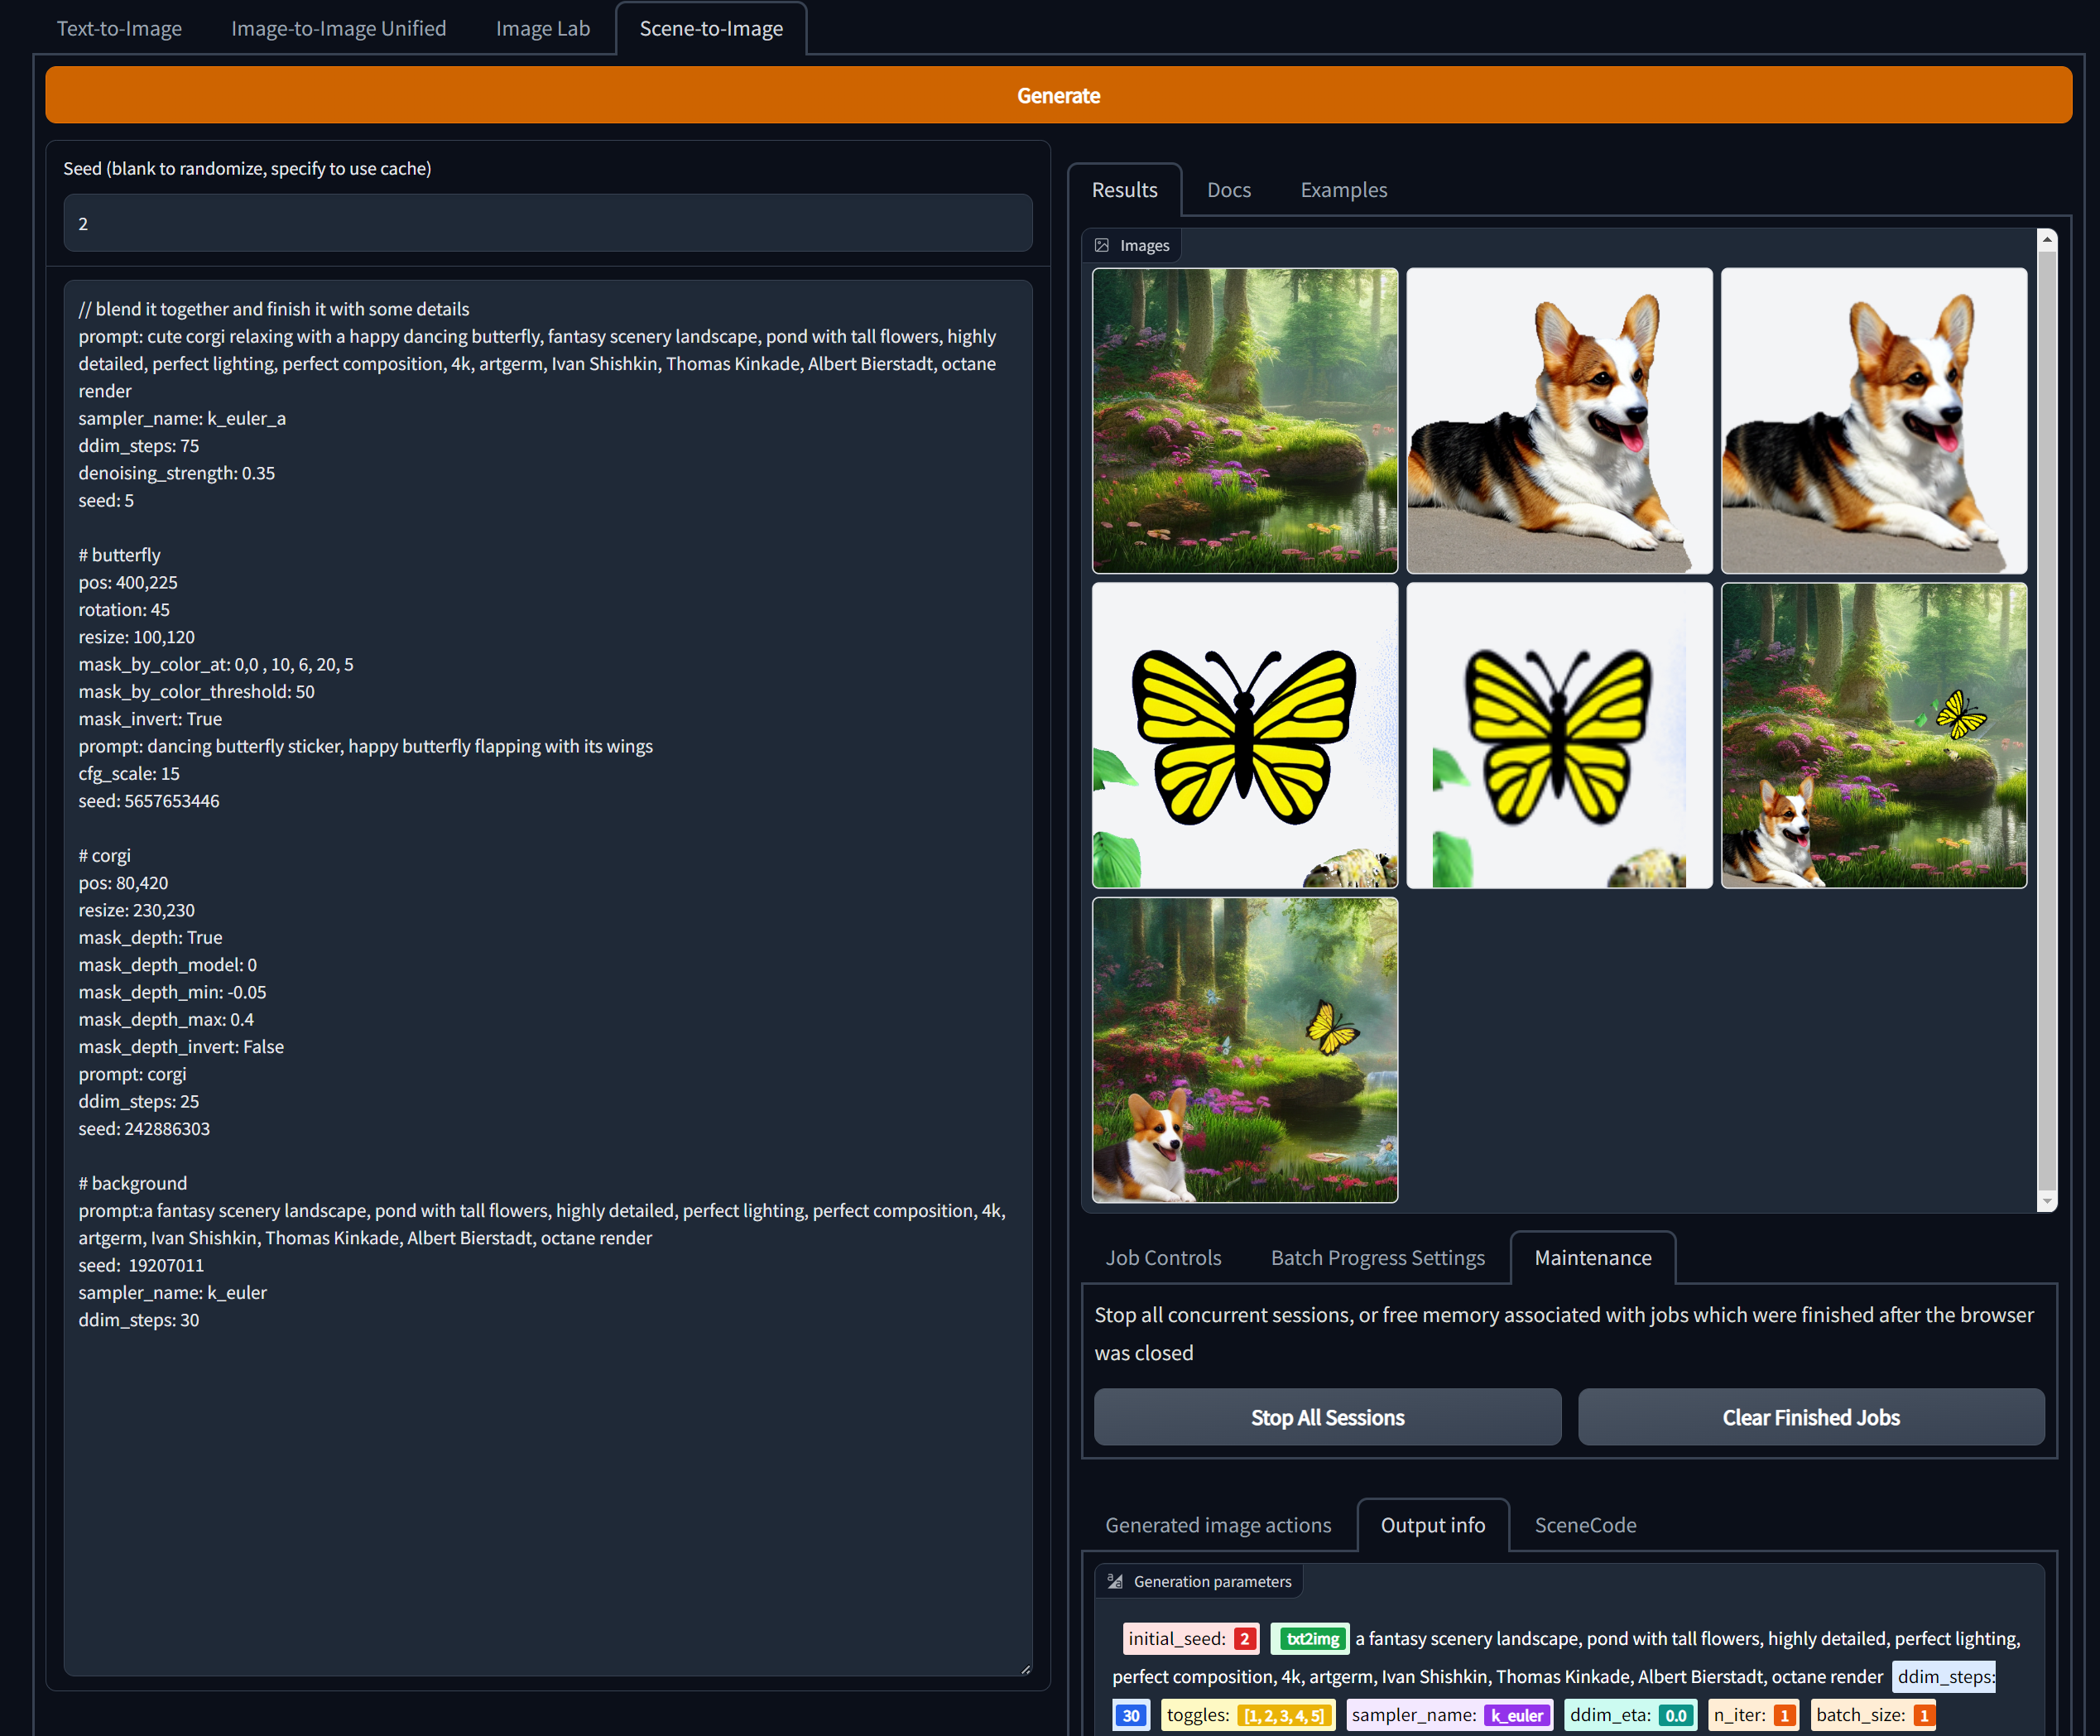 Text-to-Image
Image-to-Image Unified
Image Lab
Scene-to-Image
Generate
Seed (blank to randomize, specify to use cache)
2
// blend it together and finish it with some details
prompt: cute corgi relaxing with a happy dancing butterfly, fantasy scenery landscape, pond with tall flowers, highly
detailed, perfect lighting, perfect composition, 4k, artgerm, Ivan Shishkin, Thomas Kinkade, Albert Bierstadt, octane
render
sampler_name: k_euler_a
ddim_steps: 75
denoising_strength: 0.35
seed: 5
# butterfly
pos: 400,225
rotation: 45
resize: 100,120
mask_by_color_at: 0,0 , 10, 6, 20, 5
mask_by_color_threshold: 50
mask_invert: True
prompt: dancing butterfly sticker, happy butterfly flapping with its wings
cfg_scale: 15
seed: 5657653446
# corgi
pos: 80,420
resize: 230,230
mask_depth: True
mask_depth_model: 0
mask_depth_min: -0.05
mask_depth_max: 0.4
mask_depth_invert: False
prompt: corgi
ddim_steps: 25
seed: 242886303
# background
prompt:a fantasy scenery landscape, pond with tall flowers, highly detailed, perfect lighting, perfect composition, 4k,
artgerm, Ivan Shishkin, Thomas Kinkade, Albert Bierstadt, octane render
seed:  19207011
sampler_name: k_euler
ddim_steps: 30
Results
Docs
Examples
Images
Job Controls
Batch Progress Settings
Maintenance
Stop all concurrent sessions, or free memory associated with jobs which were finished after the browser
was closed
Stop All Sessions
Clear Finished Jobs
Generated image actions
Output info
SceneCode
Generation parameters
initial_seed: 2 txt2img a fantasy scenery landscape, pond with tall flowers, highly detailed, perfect lighting,
perfect composition, 4k, artgerm, Ivan Shishkin, Thomas Kinkade, Albert Bierstadt, octane render ddim_steps:
30 toggles: [1, 2, 3, 4, 5] sampler_name: k_euler ddim_eta: 0.0 n_iter: 1 batch_size: 1